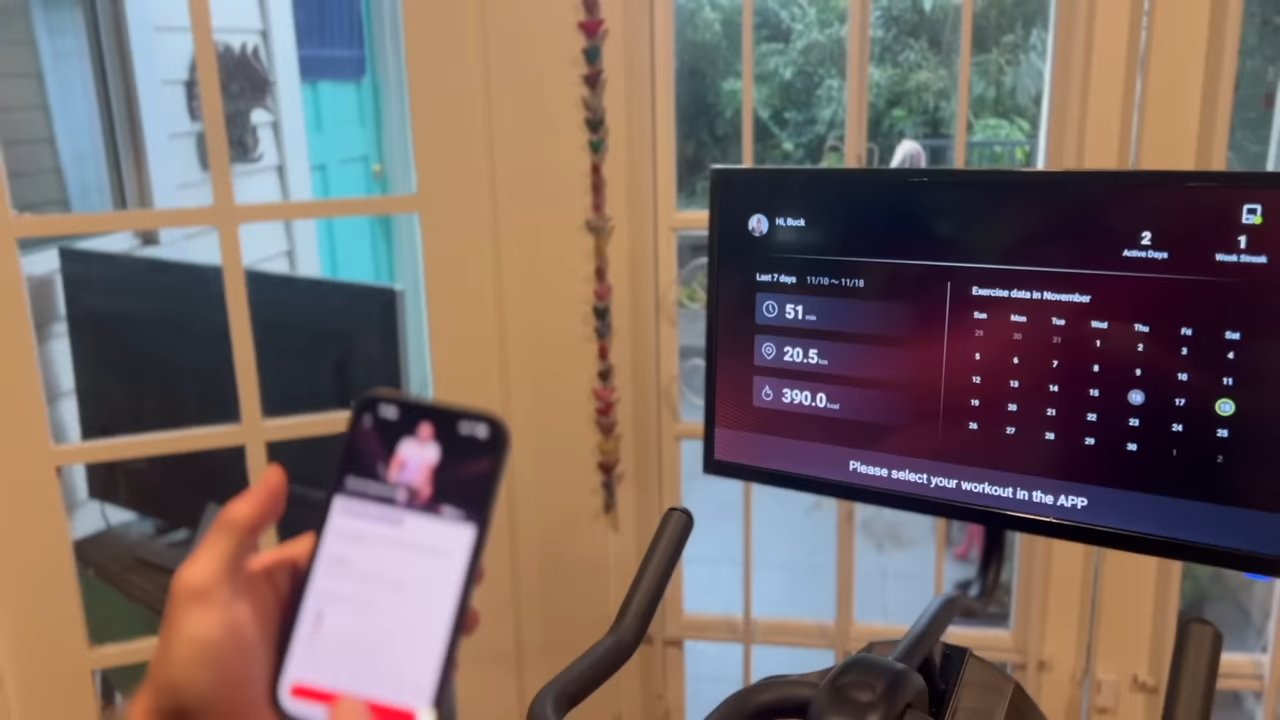 Hi, Buck
2
Active Days
1
Week Streak
Last 7 days 11/10 ~ 11/18
51 min
20.5 km
390.0 kcal
Exercise data in November
Sun Mon Tue Wed Thu Fri Sat
29 30 31 1 2 3 4
5 6 7 8 9 10 11
12 13 14 15 16 17 18
19 20 21 22 23 24 25
26 27 28 29 30 1 2
Please select your workout in the APP